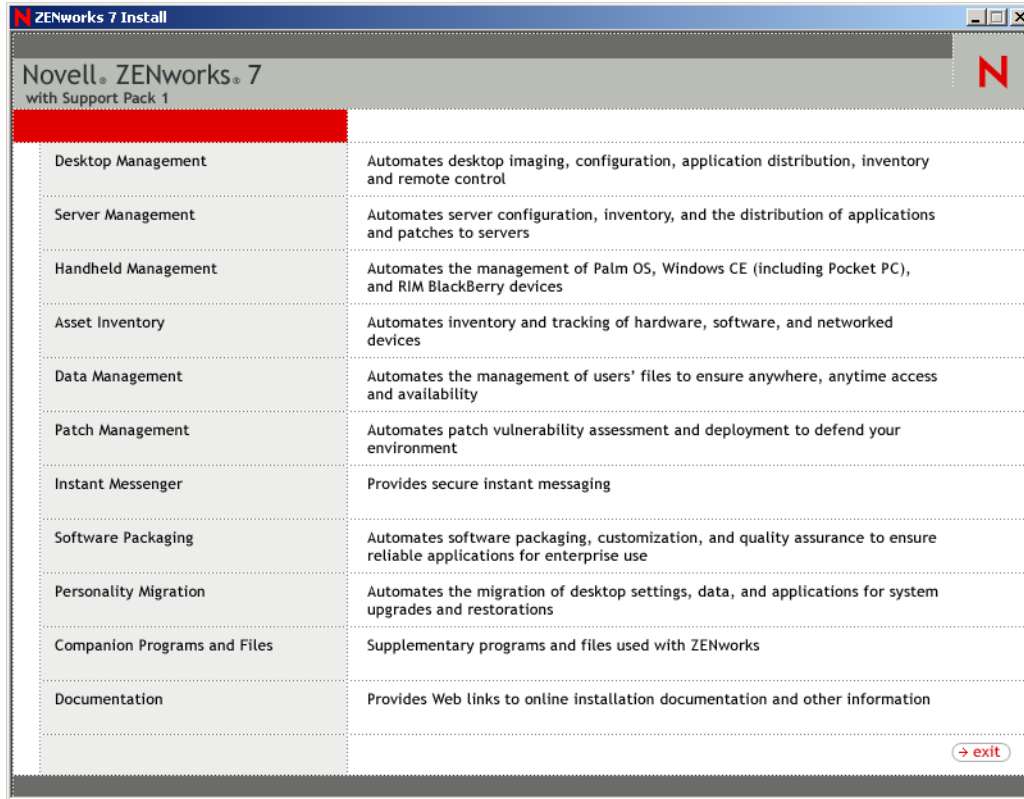 ZENworks 7 Install
Novell® ZENworks® 7
with Support Pack 1
N
Desktop Management
Automates desktop imaging, configuration, application distribution, inventory
and remote control
Server Management
Automates server configuration, inventory, and the distribution of applications
and patches to servers
Handheld Management
Automates the management of Palm OS, Windows CE (including Pocket PC),
and RIM BlackBerry devices
Asset Inventory
Automates inventory and tracking of hardware, software, and networked
devices
Data Management
Automates the management of users’ files to ensure anywhere, anytime access
and availability
Patch Management
Automates patch vulnerability assessment and deployment to defend your
environment
Instant Messenger
Provides secure instant messaging
Software Packaging
Automates software packaging, customization, and quality assurance to ensure
reliable applications for enterprise use
Personality Migration
Automates the migration of desktop settings, data, and applications for system
upgrades and restorations
Companion Programs and Files
Supplementary programs and files used with ZENworks
Documentation
Provides Web links to online installation documentation and other information
exit